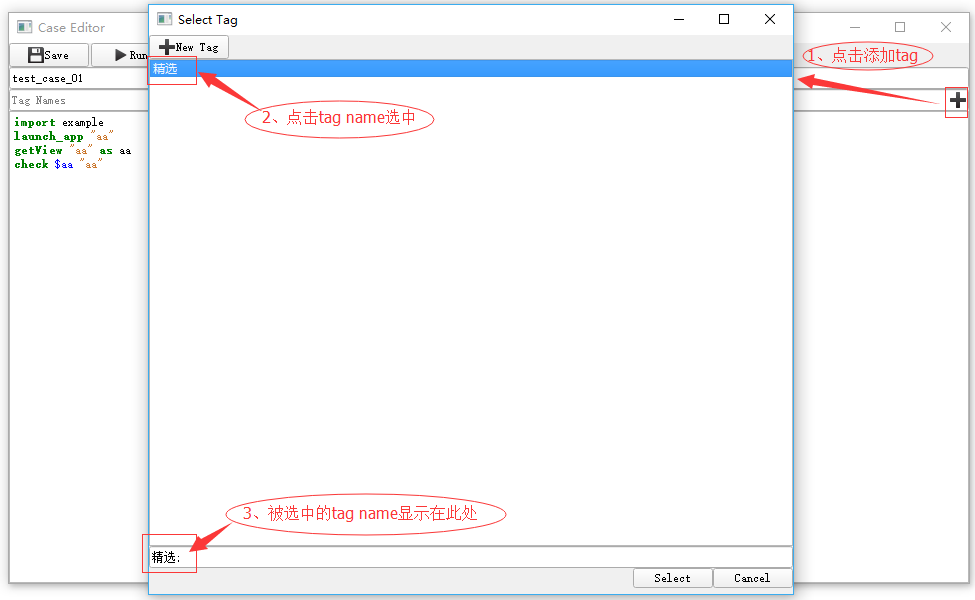 Case Editor
Select Tag
Save
Run
New Tag
1、点击添加tag
精选
test_case_01
Tag Names
2、点击tag name选中
import example
launch_app "aa"
getView "aa" as aa
check $aa "aa"
3、被选中的tag name显示在此处
精选;
Select
Cancel